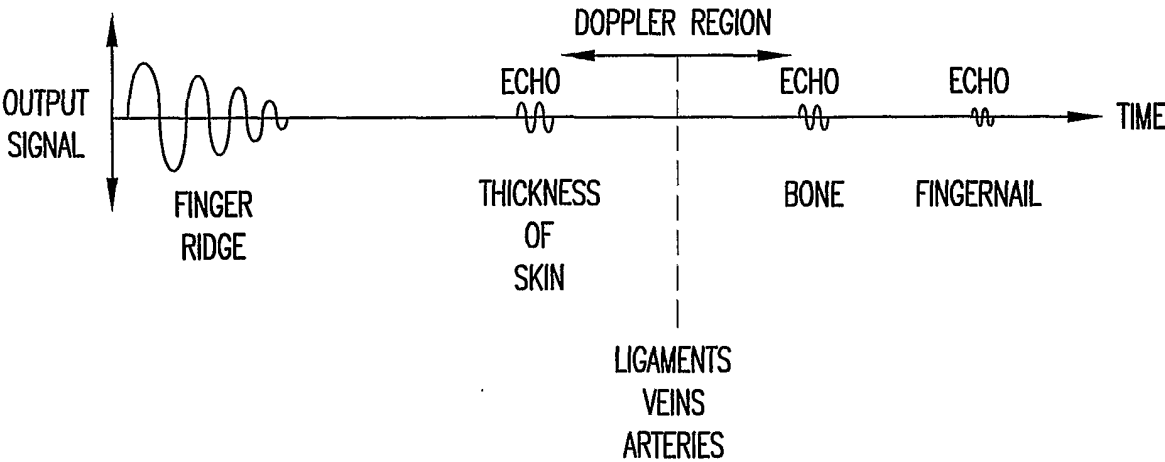 DOPPLER REGION
OUTPUT
SIGNAL
ECHO
ECHO
ECHO
TIME
FINGER
RIDGE
THICKNESS
OF
SKIN
BONE
FINGERNAIL
LIGAMENTS
VEINS
ARTERIES